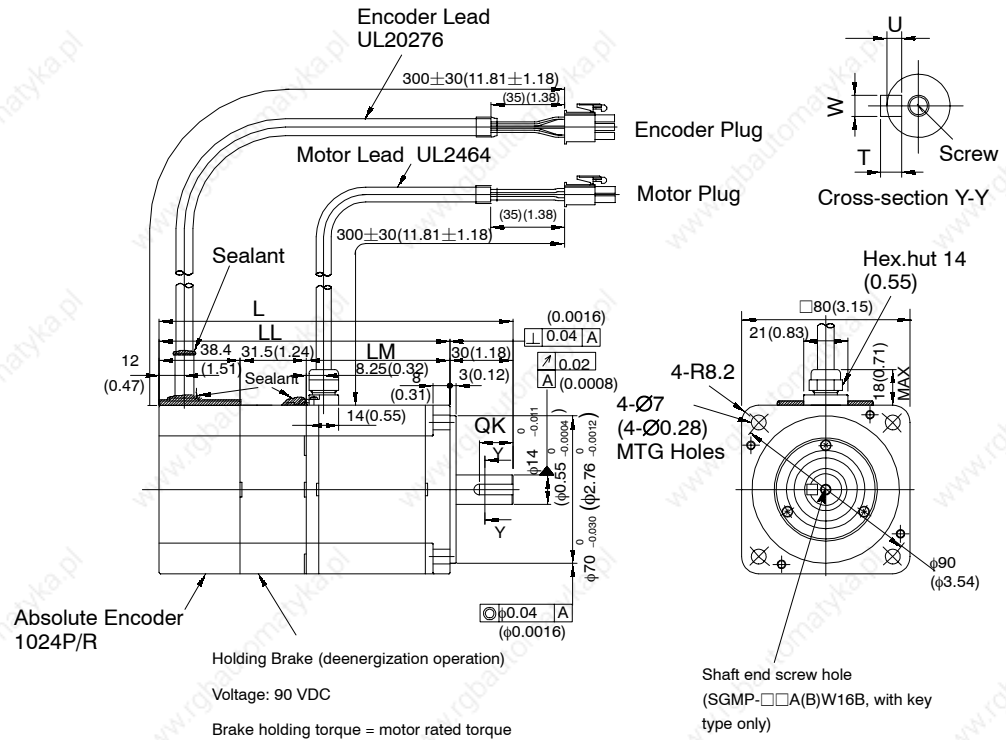 Encoder Lead
UL20276
300±30(11.81±1.18)
(35)(1.38)
Encoder Plug
Motor Lead UL2464
Motor Plug
(35)(1.38)
300±30(11.81±1.18)
U
W
T
Screw
Cross-section Y-Y
Sealant
Hex.hut 14
(0.55)
L
(0.0016)
⊥ 0.04 A
LL
12
(0.47)
38.4
(1.51)
31.5(1.24)
LM
8.25(0.32)
30(1.18)
↗ 0.02
A (0.0008)
8
(0.31)
3(0.12)
Sealant
14(0.55)
QK
Y
Y
ϕ14 0 -0.011
(ϕ0.55 0 -0.0004)
ϕ70 0 -0.030
(ϕ2.76 0 -0.0012)
◎ ϕ0.04 A
(ϕ0.0016)
□80(3.15)
21(0.83)
18(0.71)
MAX
4-R8.2
4-Ø7
(4-Ø0.28)
MTG Holes
ϕ90
(ϕ3.54)
Absolute Encoder
1024P/R
Holding Brake (deenergization operation)
Voltage: 90 VDC
Brake holding torque = motor rated torque
Shaft end screw hole
(SGMP-□□A(B)W16B, with key
type only)
www.rgbautomatyka.pl